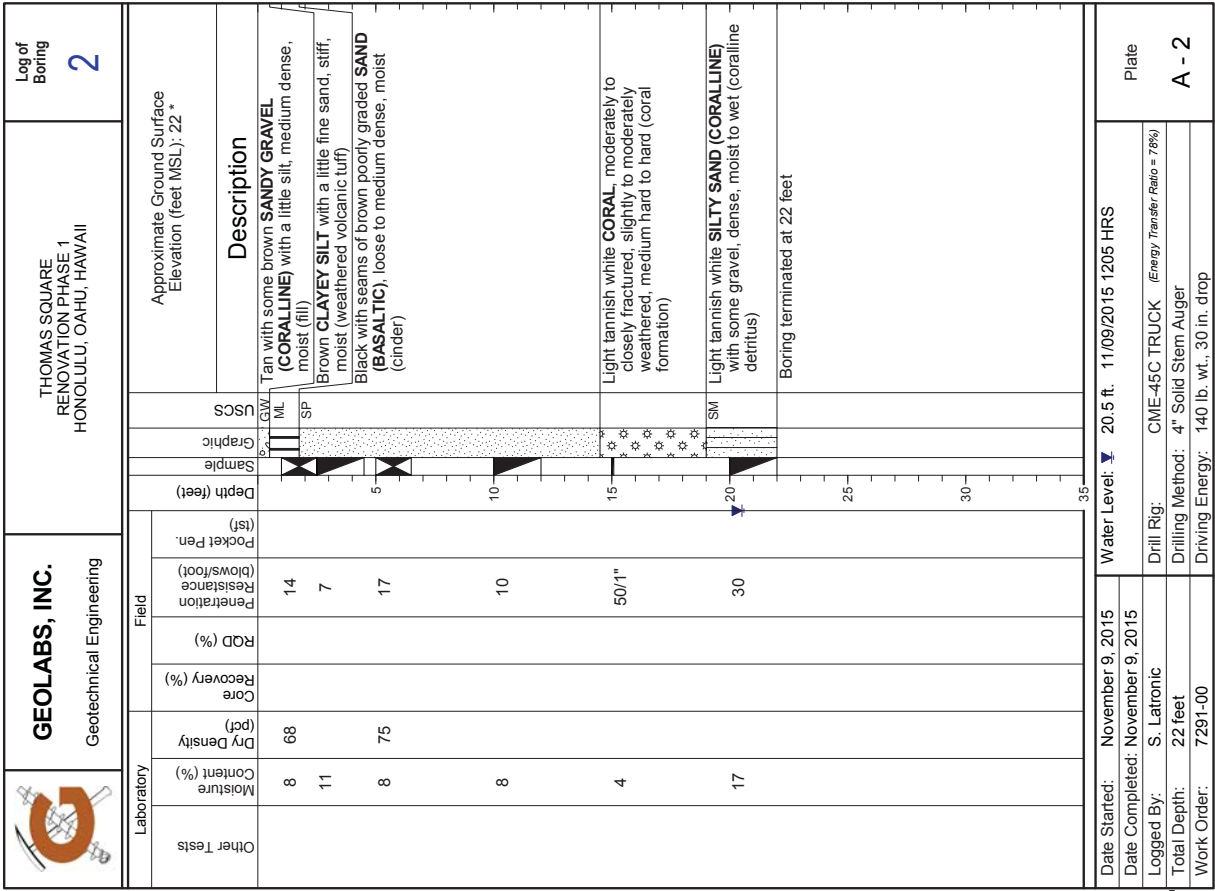 GEOLABS, INC.
Geotechnical Engineering
THOMAS SQUARE
RENOVATION PHASE 1
HONOLULU, OAHU, HAWAII
Log of
Boring
2
Laboratory
Field
Other Tests
Moisture
Content (%)
Dry Density
(pcf)
Core
Recovery (%)
RQD (%)
Penetration
Resistance
(blows/foot)
Pocket Pen.
(tsf)
Depth (feet)
Sample
Graphic
USCS
Approximate Ground Surface
Elevation (feet MSL): 22 *
Description
8 68 14
11 7
8 75 17
8 10
4 50/1"
17 30
5
10
15
20
25
30
35
GW
ML
SP
SM
Tan with some brown SANDY GRAVEL
(CORALLINE) with a little silt, medium dense,
moist (fill)
Brown CLAYEY SILT with a little fine sand, stiff,
moist (weathered volcanic tuff)
Black with seams of brown poorly graded SAND
(BASALTIC), loose to medium dense, moist
(cinder)
Light tannish white CORAL, moderately to
closely fractured, slightly to moderately
weathered, medium hard to hard (coral
formation)
Light tannish white SILTY SAND (CORALLINE)
with some gravel, dense, moist to wet (coralline
detritus)
Boring terminated at 22 feet
Date Started: November 9, 2015
Date Completed: November 9, 2015
Logged By: S. Latronic
Total Depth: 22 feet
Work Order: 7291-00
Water Level: 20.5 ft. 11/09/2015 1205 HRS
Drill Rig: CME-45C TRUCK (Energy Transfer Ratio = 78%)
Drilling Method: 4" Solid Stem Auger
Driving Energy: 140 lb. wt., 30 in. drop
Plate
A - 2